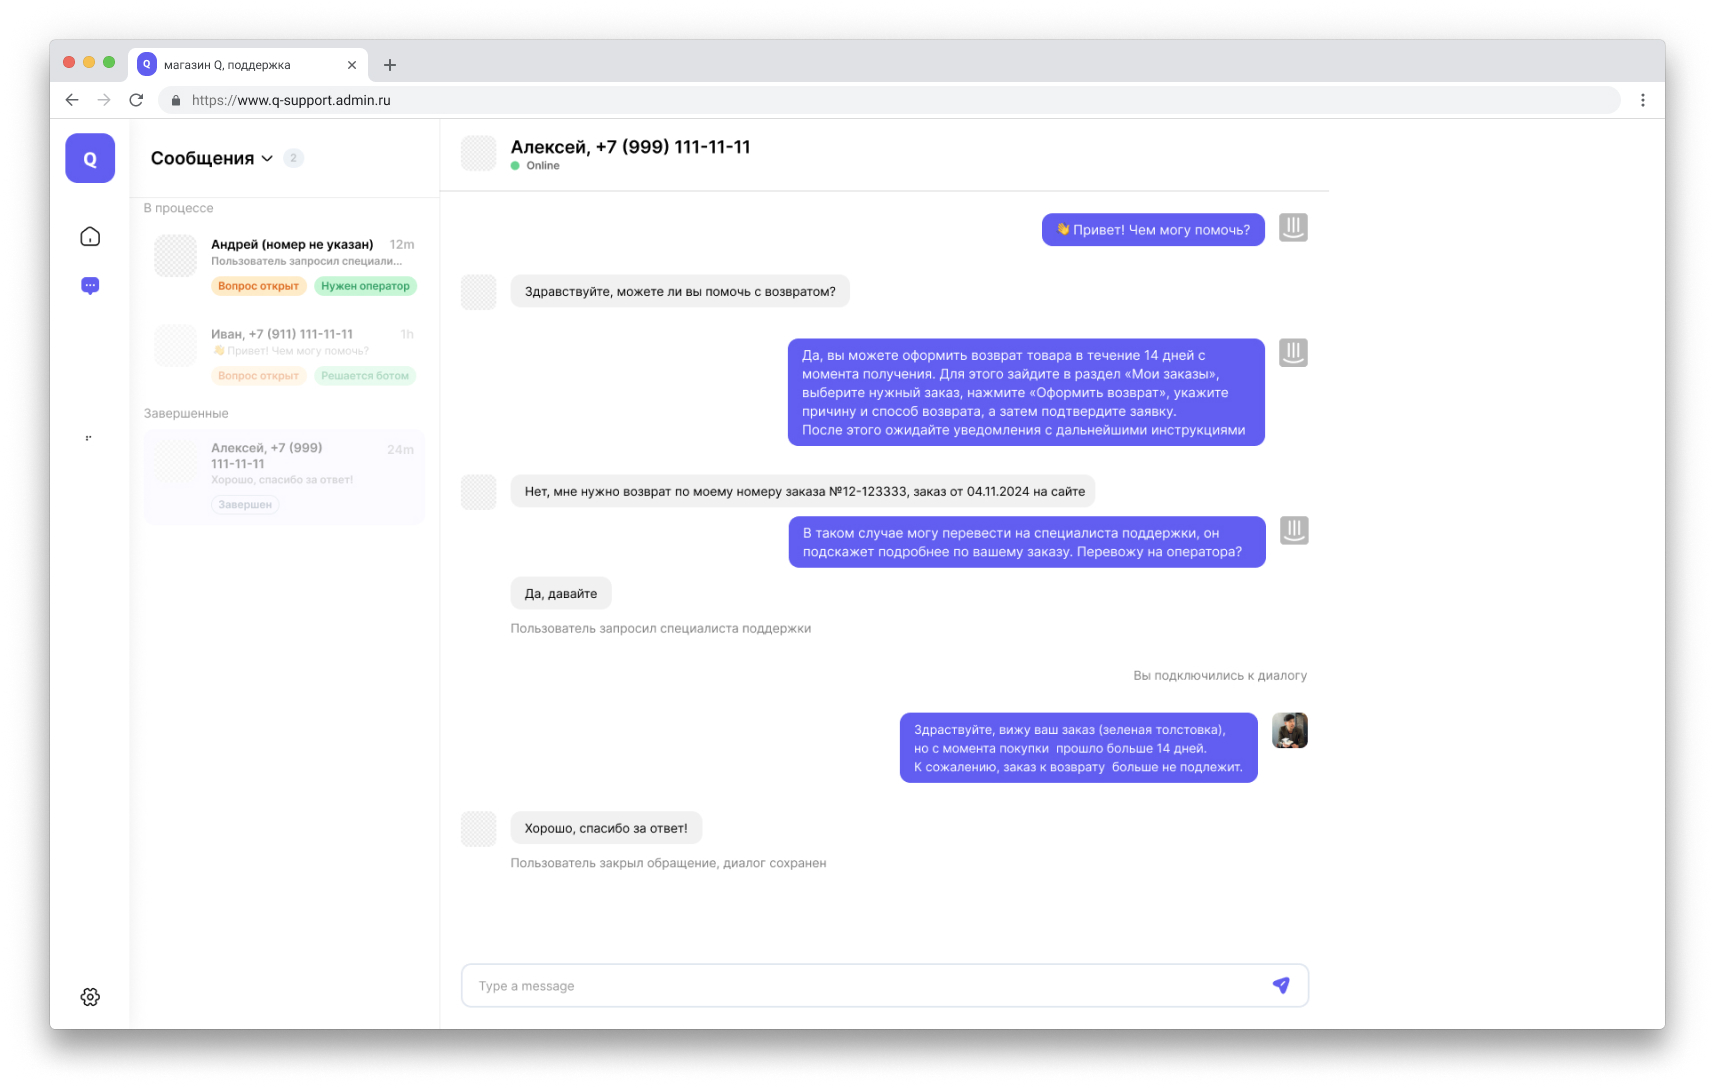 Q
магазин Q, поддержка
https://www.q-support.admin.ru
Q
Сообщения
2
В процессе
Андрей (номер не указан)
12m
Пользователь запросил специали...
Вопрос открыт
Нужен оператор
Иван, +7 (911) 111-11-11
1h
👋 Привет! Чем могу помочь?
Вопрос открыт
Решается ботом
Завершенные
Алексей, +7 (999)
111-11-11
24m
Хорошо, спасибо за ответ!
Завершен
Алексей, +7 (999) 111-11-11
Online
👋 Привет! Чем могу помочь?
Здравствуйте, можете ли вы помочь с возвратом?
Да, вы можете оформить возврат товара в течение 14 дней с
момента получения. Для этого зайдите в раздел «Мои заказы»,
выберите нужный заказ, нажмите «Оформить возврат», укажите
причину и способ возврата, а затем подтвердите заявку.
После этого ожидайте уведомления с дальнейшими инструкциями
Нет, мне нужно возврат по моему номеру заказа №12-123333, заказ от 04.11.2024 на сайте
В таком случае могу перевести на специалиста поддержки, он
подскажет подробнее по вашему заказу. Перевожу на оператора?
Да, давайте
Пользователь запросил специалиста поддержки
Вы подключились к диалогу
Здраствуйте, вижу ваш заказ (зеленая толстовка),
но с момента покупки прошло больше 14 дней.
К сожалению, заказ к возврату больше не подлежит.
Хорошо, спасибо за ответ!
Пользователь закрыл обращение, диалог сохранен
Type a message